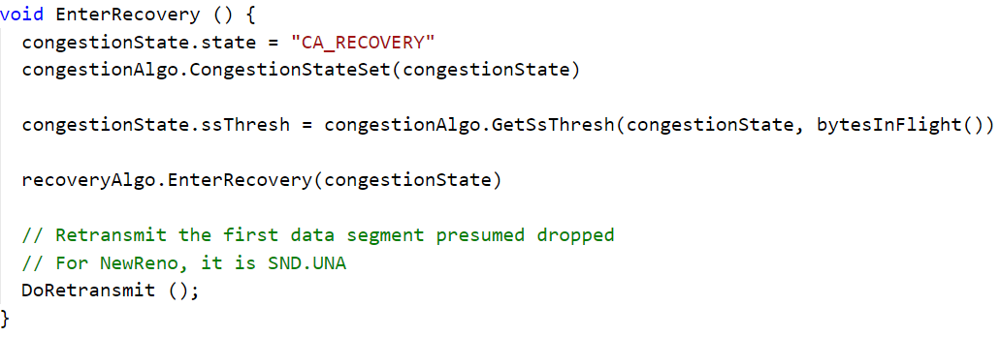 void EnterRecovery () {
congestionState.state = "CA_RECOVERY"
congestionAlgo.CongestionStateSet(congestionState)
congestionState.ssThresh = congestionAlgo.GetSsThresh(congestionState, bytesInFlight())
recoveryAlgo.EnterRecovery(congestionState)
// Retransmit the first data segment presumed dropped
// For NewReno, it is SND.UNA
DoRetransmit ();
}